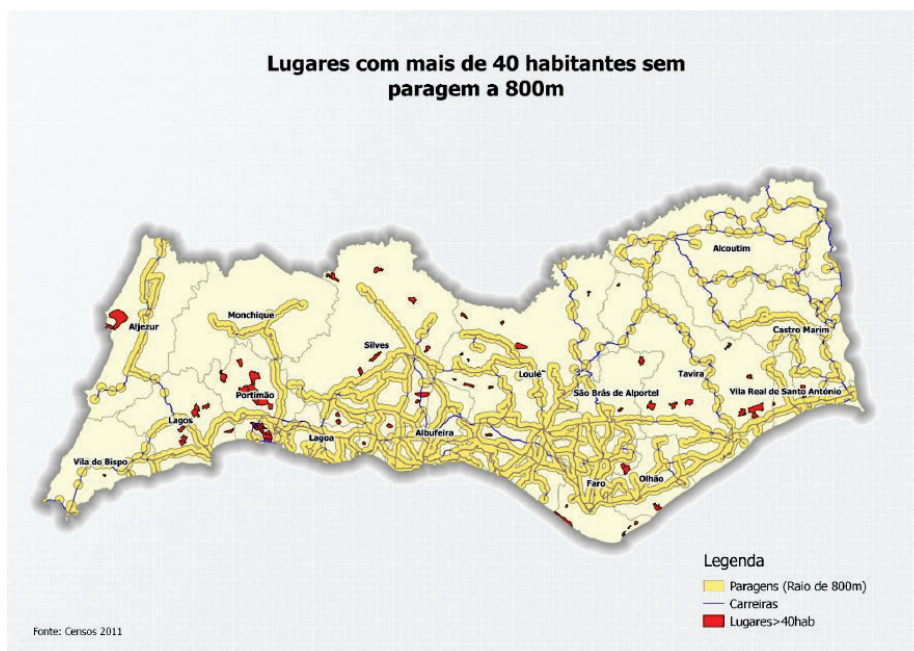 Lugares com mais de 40 habitantes sem
paragem a 800m
Alcoutim
Aljezur
Monchique
Castro Marim
Silves
Loulé
Tavira
São Brás de Alportel
Vila Real de Santo António
Portimão
Lagos
Lagoa
Albufeira
Vila do Bispo
Faro
Olhão
Legenda
Paragens (Raio de 800m)
Carreiras
Lugares>40hab
Fonte: Censos 2011